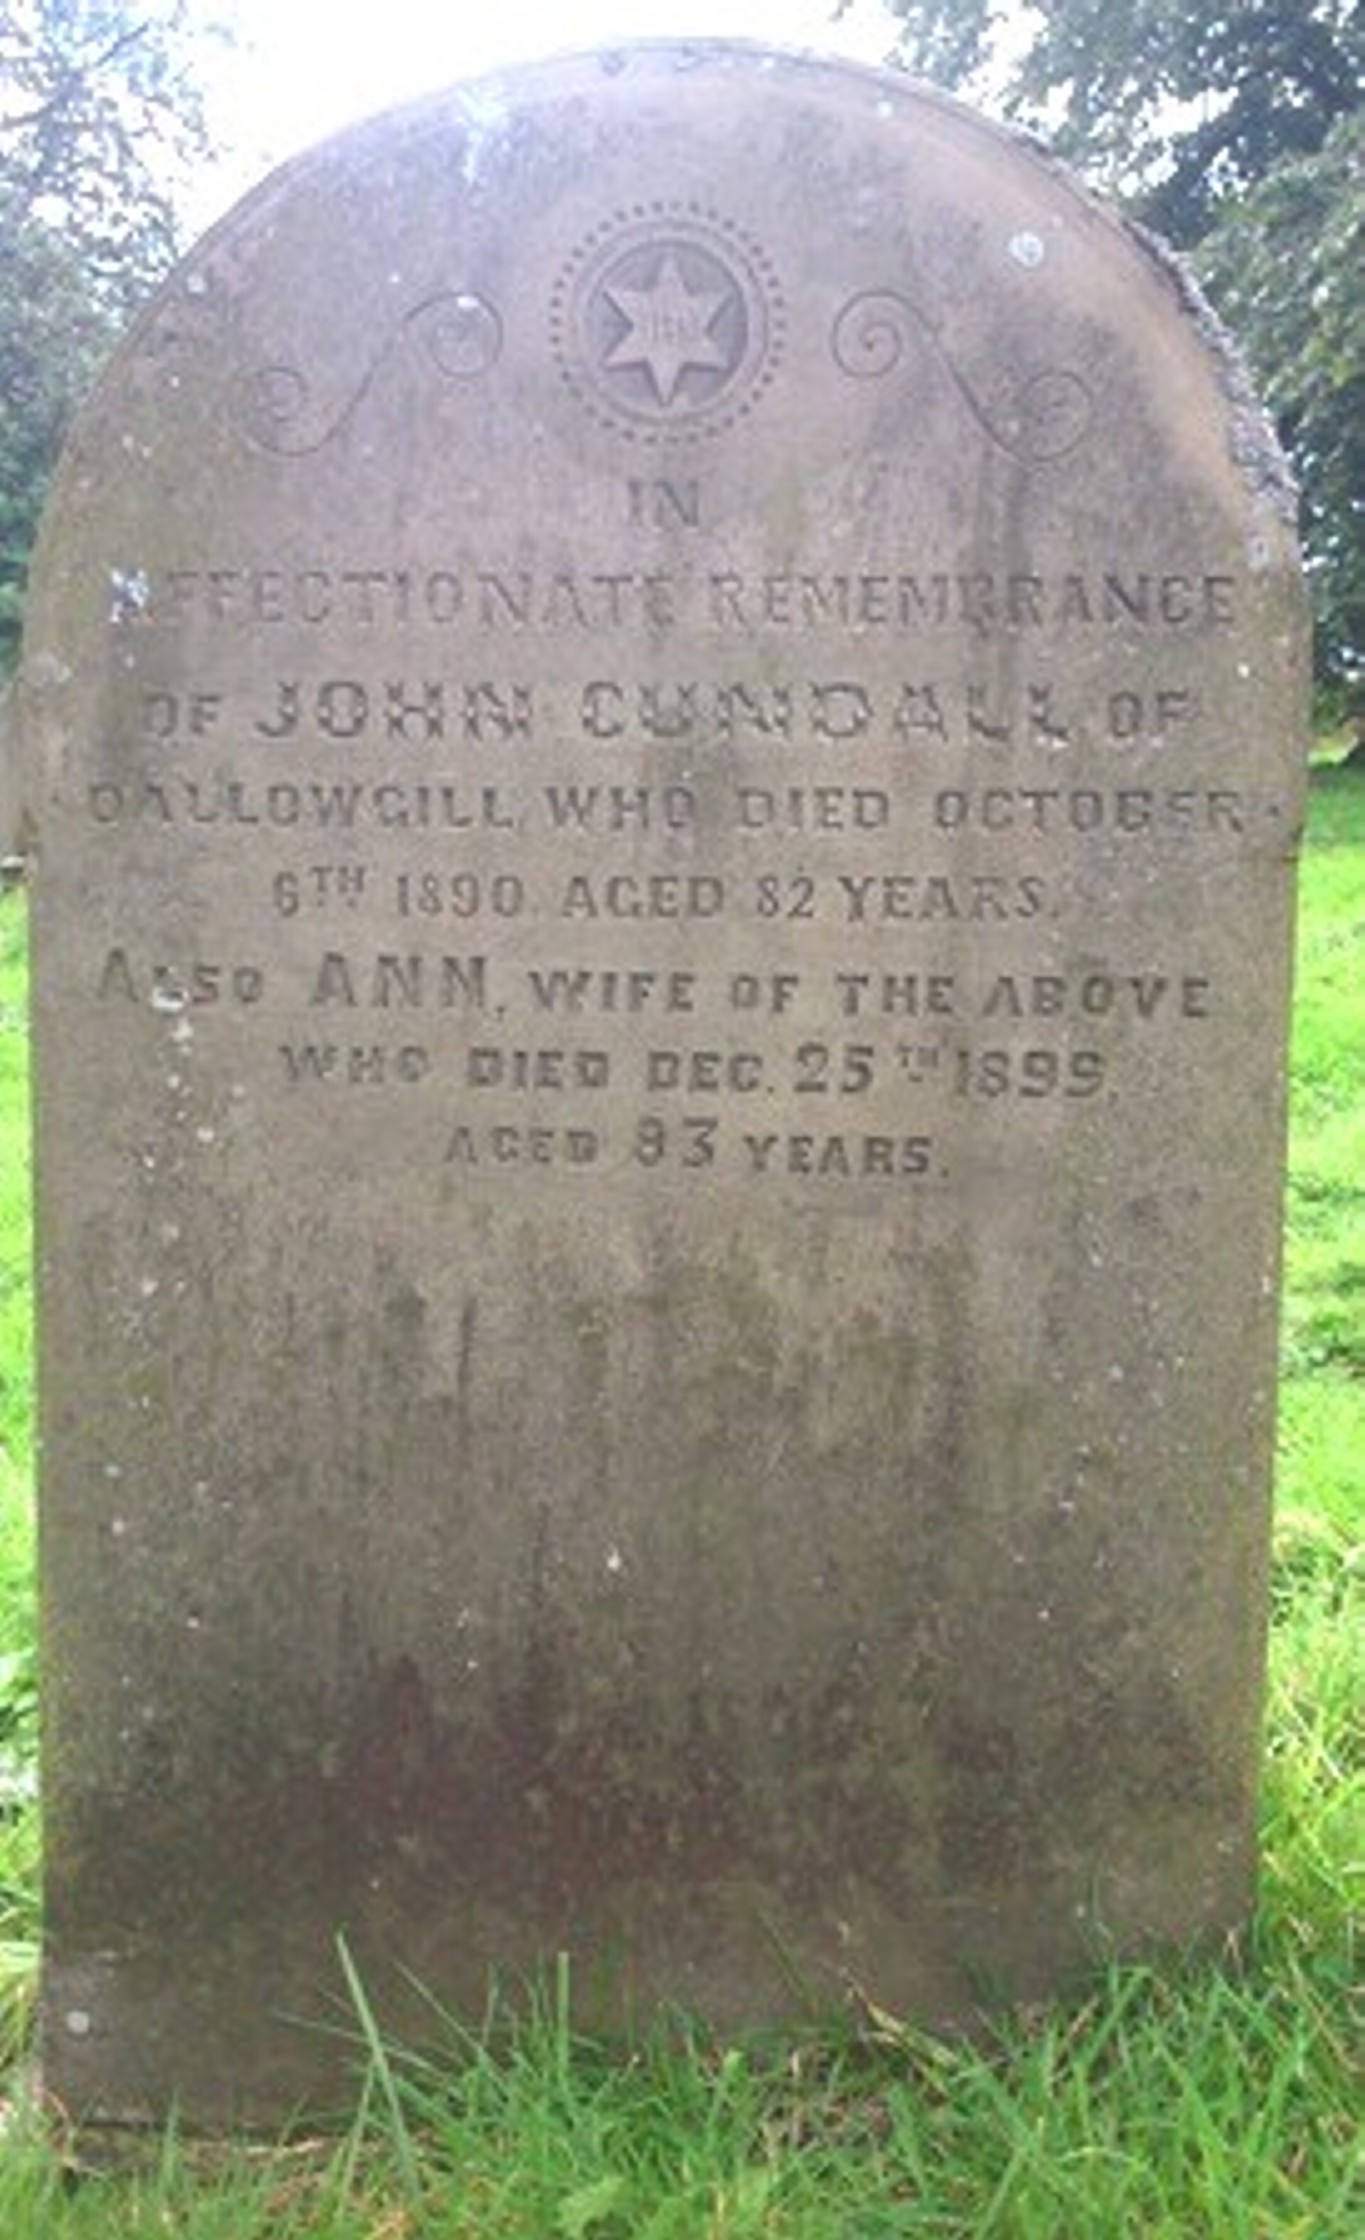 IHS
IN
AFFECTIONATE REMEMBRANCE
OF JOHN CUNDALL OF
DALLOWGILL, WHO DIED OCTOBER
6TH 1890. AGED 82 YEARS.
ALSO ANN, WIFE OF THE ABOVE
WHO DIED DEC. 25TH 1899,
AGED 83 YEARS.